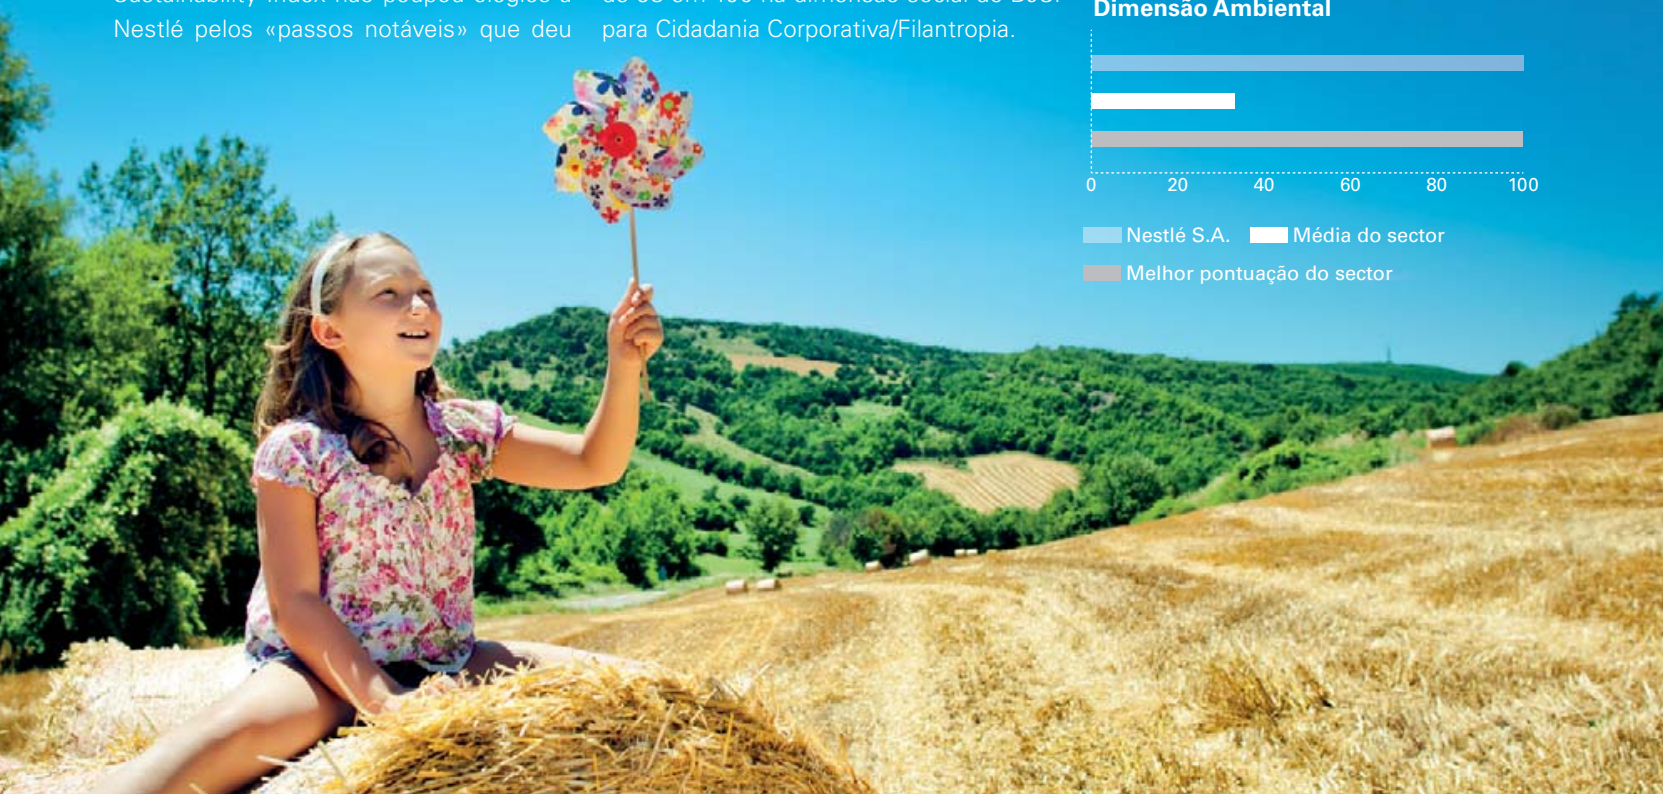 Nestlé pelos «passos notáveis» que deu
para Cidadania Corporativa/Filantropia.
Dimensão Ambiental
0 20 40 60 80 100
Nestlé S.A. Média do sector
Melhor pontuação do sector